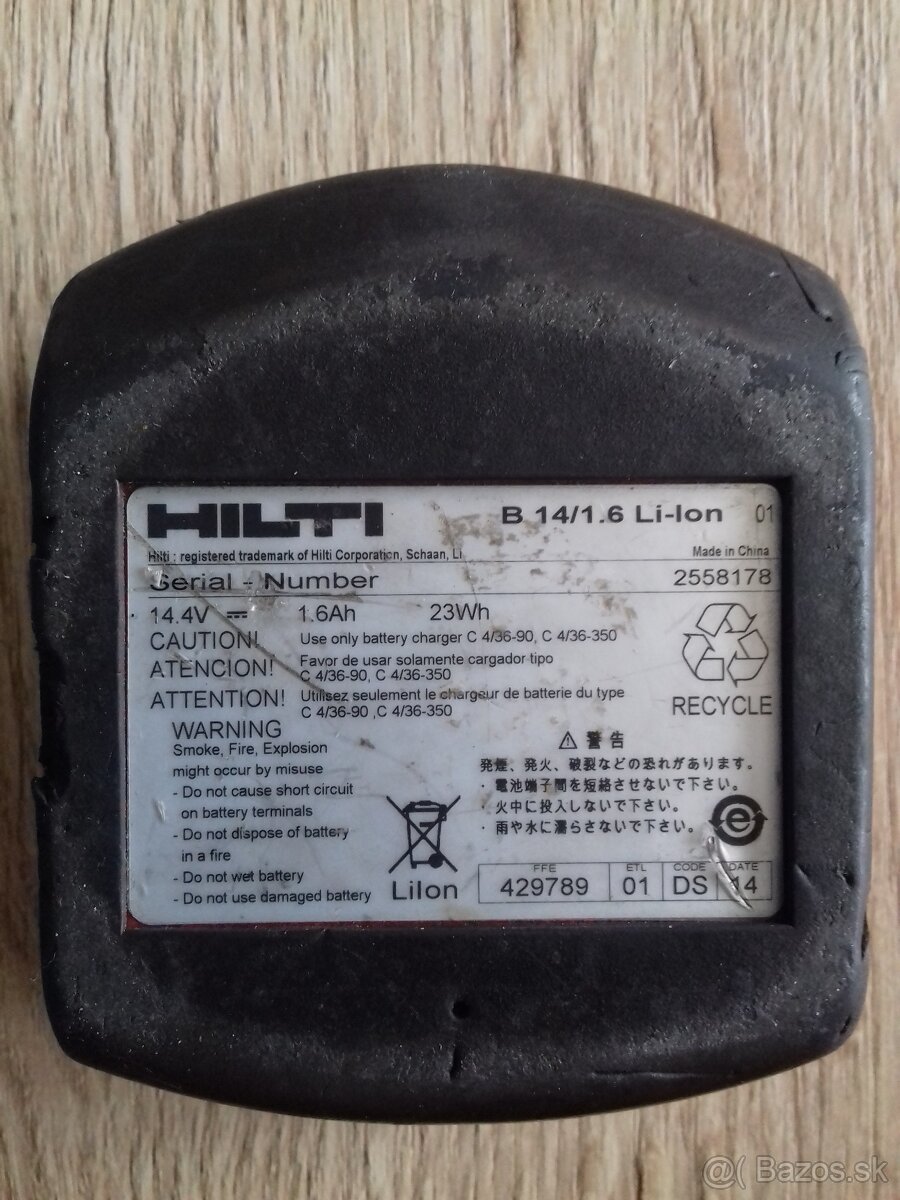 HILTI B 14/1.6 Li-Ion 01
Hilti : registered trademark of Hilti Corporation, Schaan, LI Made in China
Serial - Number 2558178
14.4V 1.6Ah 23Wh
CAUTION! Use only battery charger C 4/36-90, C 4/36-350
ATENCION! Favor de usar solamente cargador tipo
C 4/36-90, C 4/36-350
ATTENTION! Utilisez seulement le chargeur de batterie du type
C 4/36-90 ,C 4/36-350
RECYCLE
WARNING
Smoke, Fire, Explosion
might occur by misuse
- Do not cause short circuit
on battery terminals
- Do not dispose of battery
in a fire
- Do not wet battery
- Do not use damaged battery
LiIon
⚠ 警告
発煙、発火、破裂などの恐れがあります。
・電池端子間を短絡させないで下さい。
・火中に投入しないで下さい。
・雨や水に濡らさないで下さい。
e
FFE ETL CODE DATE
429789 01 DS 14
@( Bazos.sk